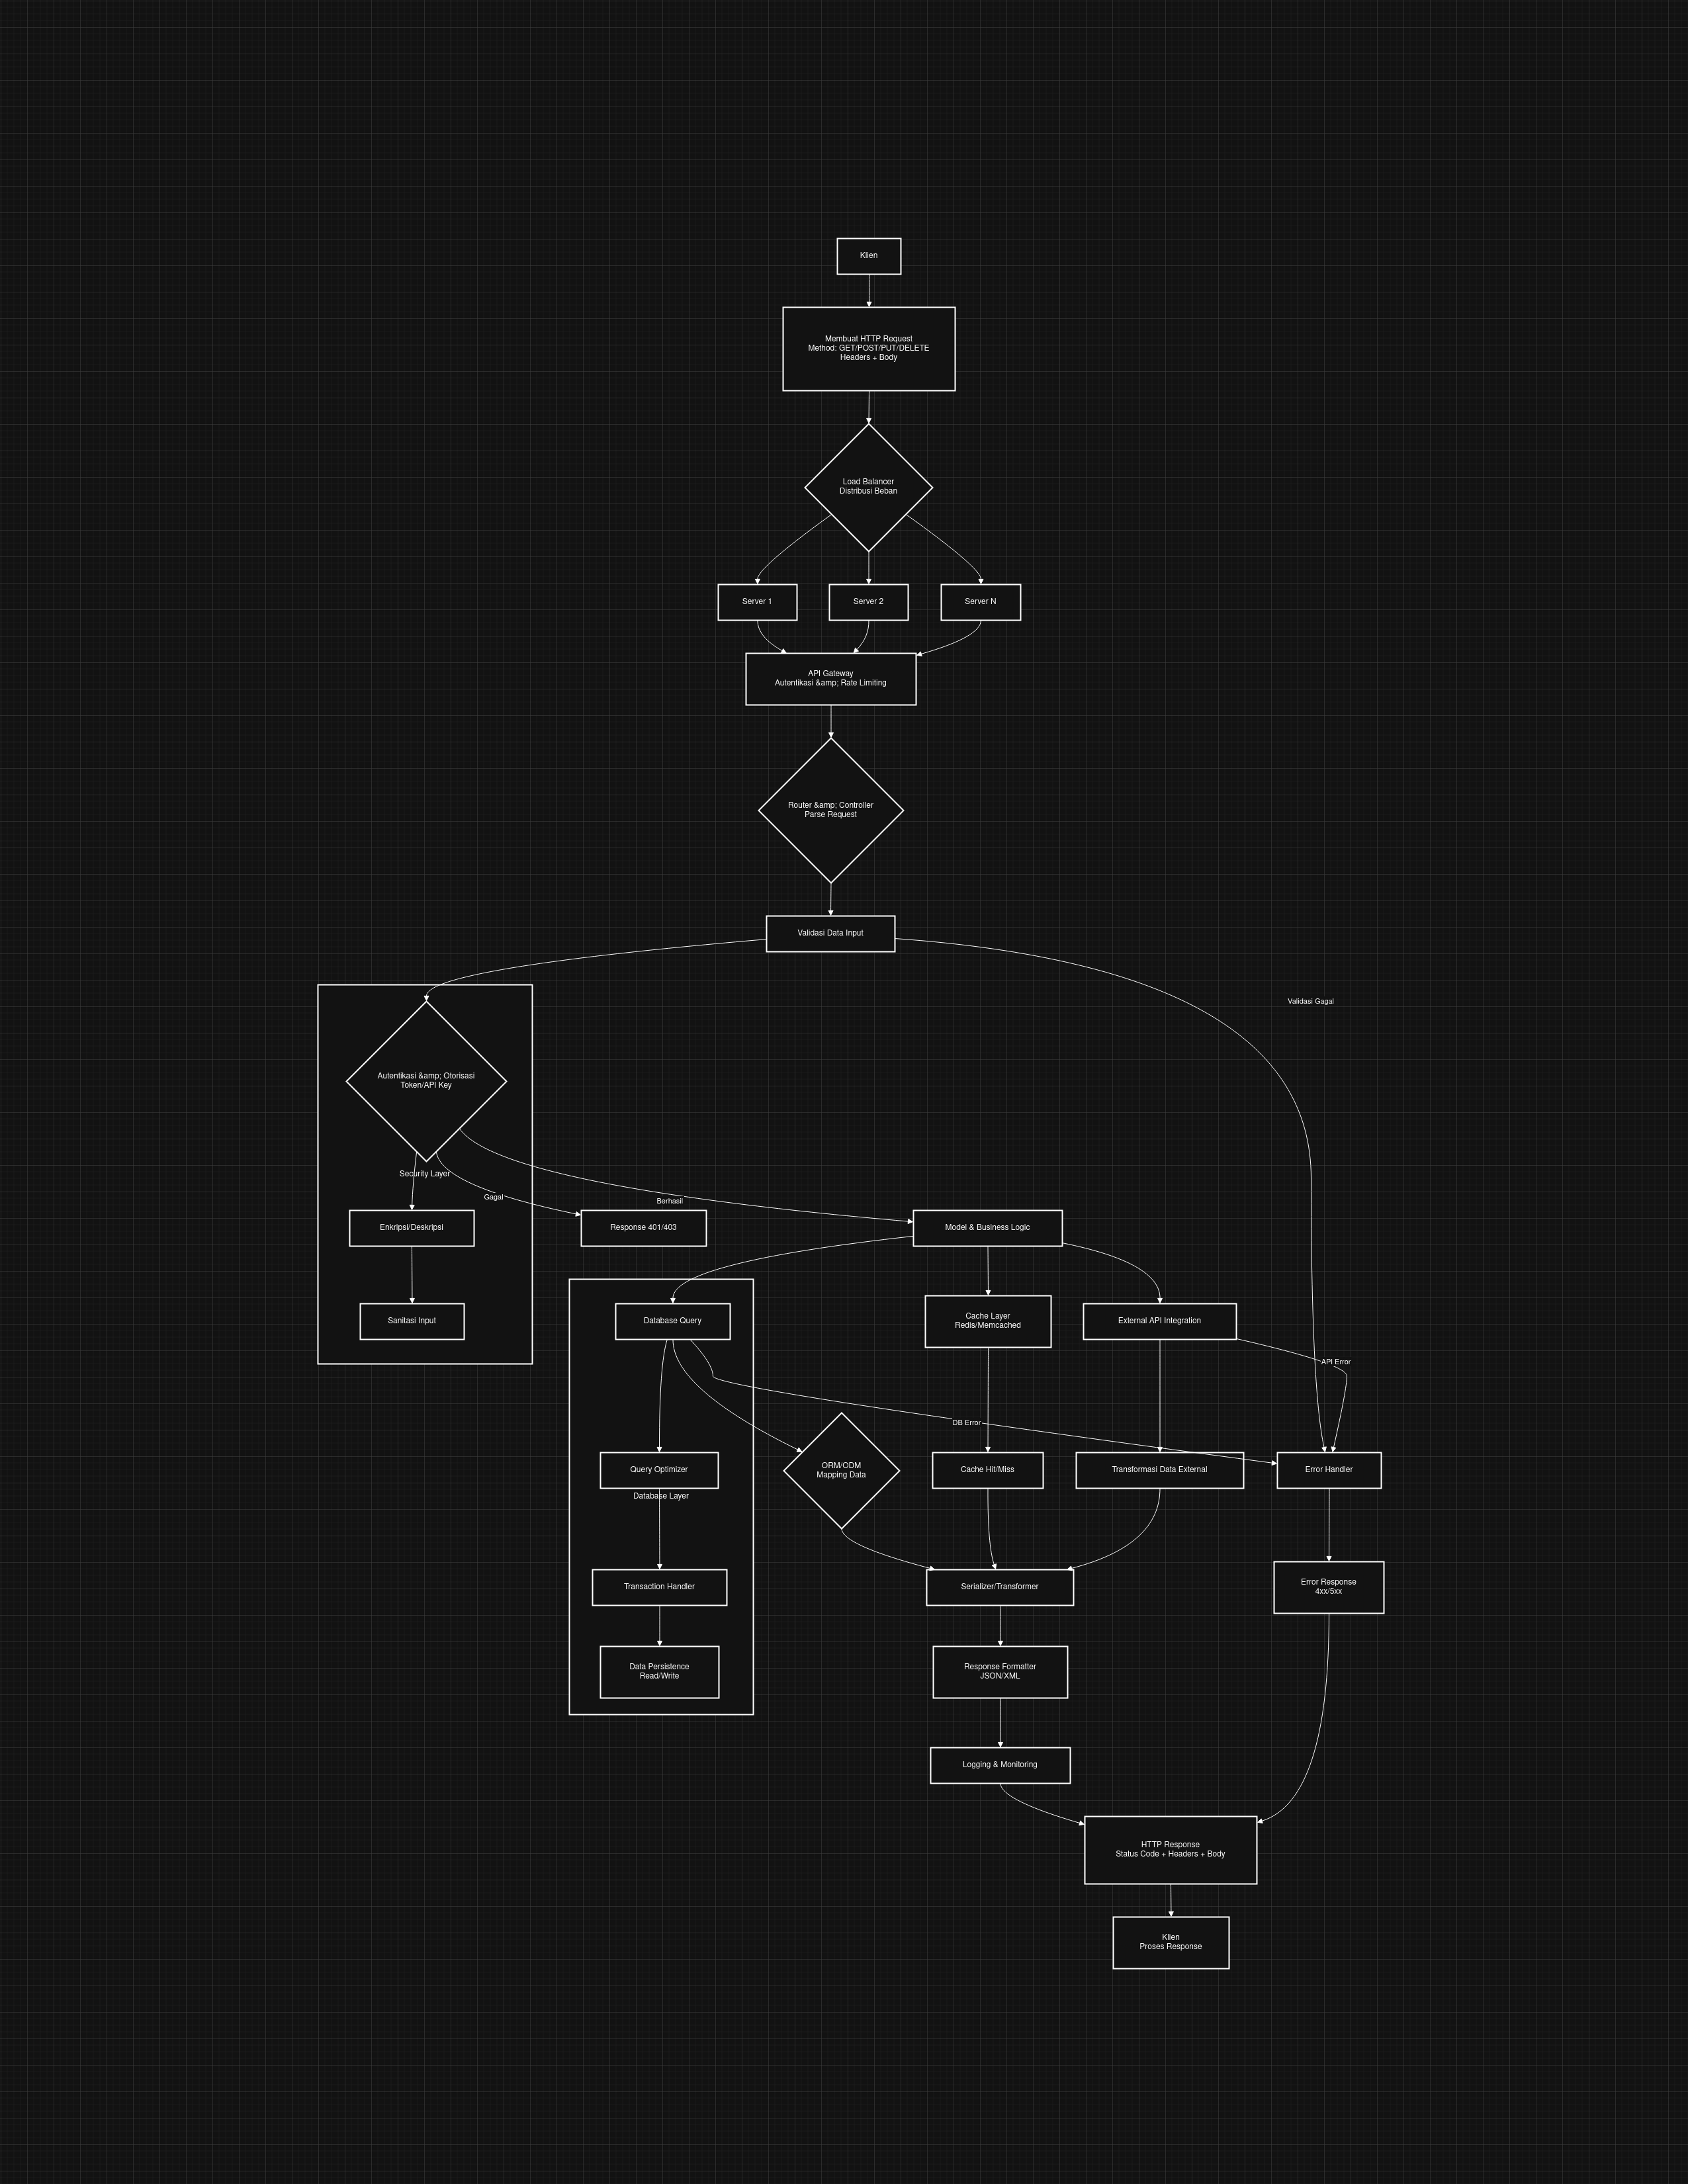 Klien
Membuat HTTP Request
Method: GET/POST/PUT/DELETE
Headers + Body
Load Balancer
Distribusi Beban
Server 1
Server 2
Server N
API Gateway
Autentikasi &amp; Rate Limiting
Router &amp; Controller
Parse Request
Validasi Data Input
Validasi Gagal
Autentikasi &amp; Otorisasi
Token/API Key
Security Layer
Gagal
Berhasil
Enkripsi/Deskripsi
Response 401/403
Model & Business Logic
Sanitasi Input
Database Query
Cache Layer
Redis/Memcached
External API Integration
API Error
DB Error
Query Optimizer
Database Layer
ORM/ODM
Mapping Data
Cache Hit/Miss
Transformasi Data External
Error Handler
Transaction Handler
Serializer/Transformer
Error Response
4xx/5xx
Data Persistence
Read/Write
Response Formatter
JSON/XML
Logging & Monitoring
HTTP Response
Status Code + Headers + Body
Klien
Proses Response